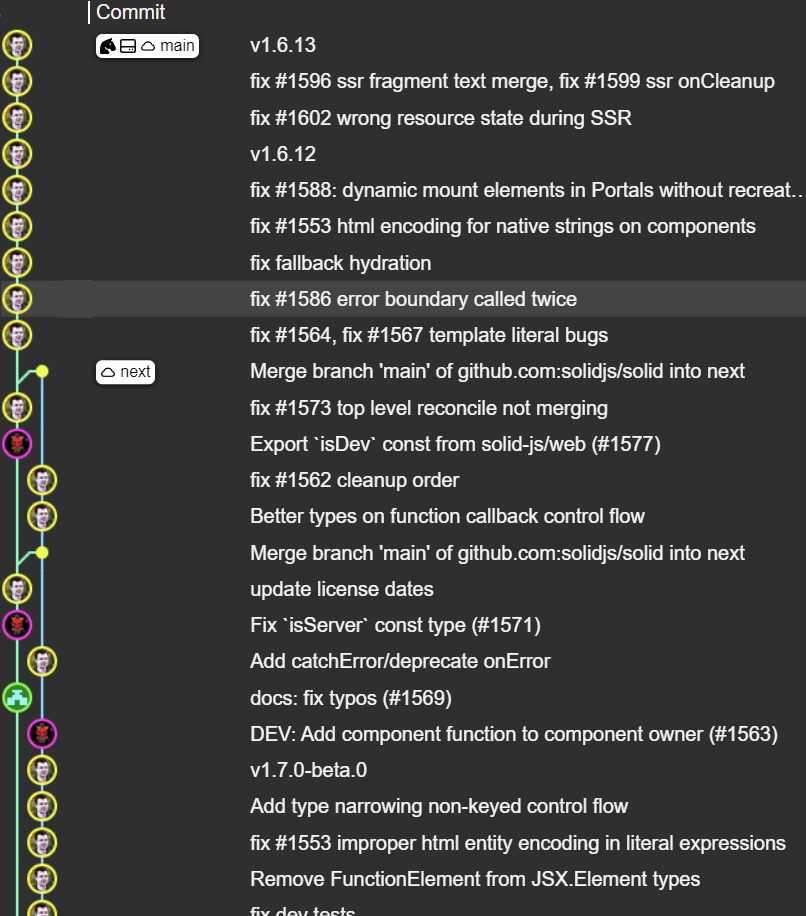 Commit
main
v1.6.13
fix #1596 ssr fragment text merge, fix #1599 ssr onCleanup
fix #1602 wrong resource state during SSR
v1.6.12
fix #1588: dynamic mount elements in Portals without recreat…
fix #1553 html encoding for native strings on components
fix fallback hydration
fix #1586 error boundary called twice
fix #1564, fix #1567 template literal bugs
next
Merge branch 'main' of github.com:solidjs/solid into next
fix #1573 top level reconcile not merging
Export `isDev` const from solid-js/web (#1577)
fix #1562 cleanup order
Better types on function callback control flow
Merge branch 'main' of github.com:solidjs/solid into next
update license dates
Fix `isServer` const type (#1571)
Add catchError/deprecate onError
docs: fix typos (#1569)
DEV: Add component function to component owner (#1563)
v1.7.0-beta.0
Add type narrowing non-keyed control flow
fix #1553 improper html entity encoding in literal expressions
Remove FunctionElement from JSX.Element types
fix dev tests